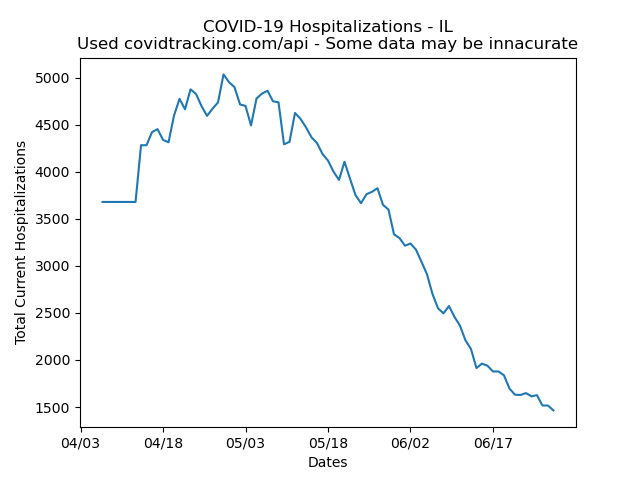 COVID-19 Hospitalizations - IL
Used covidtracking.com/api - Some data may be innacurate
Total Current Hospitalizations
5000
4500
4000
3500
3000
2500
2000
1500
04/03 04/18 05/03 05/18 06/02 06/17
Dates